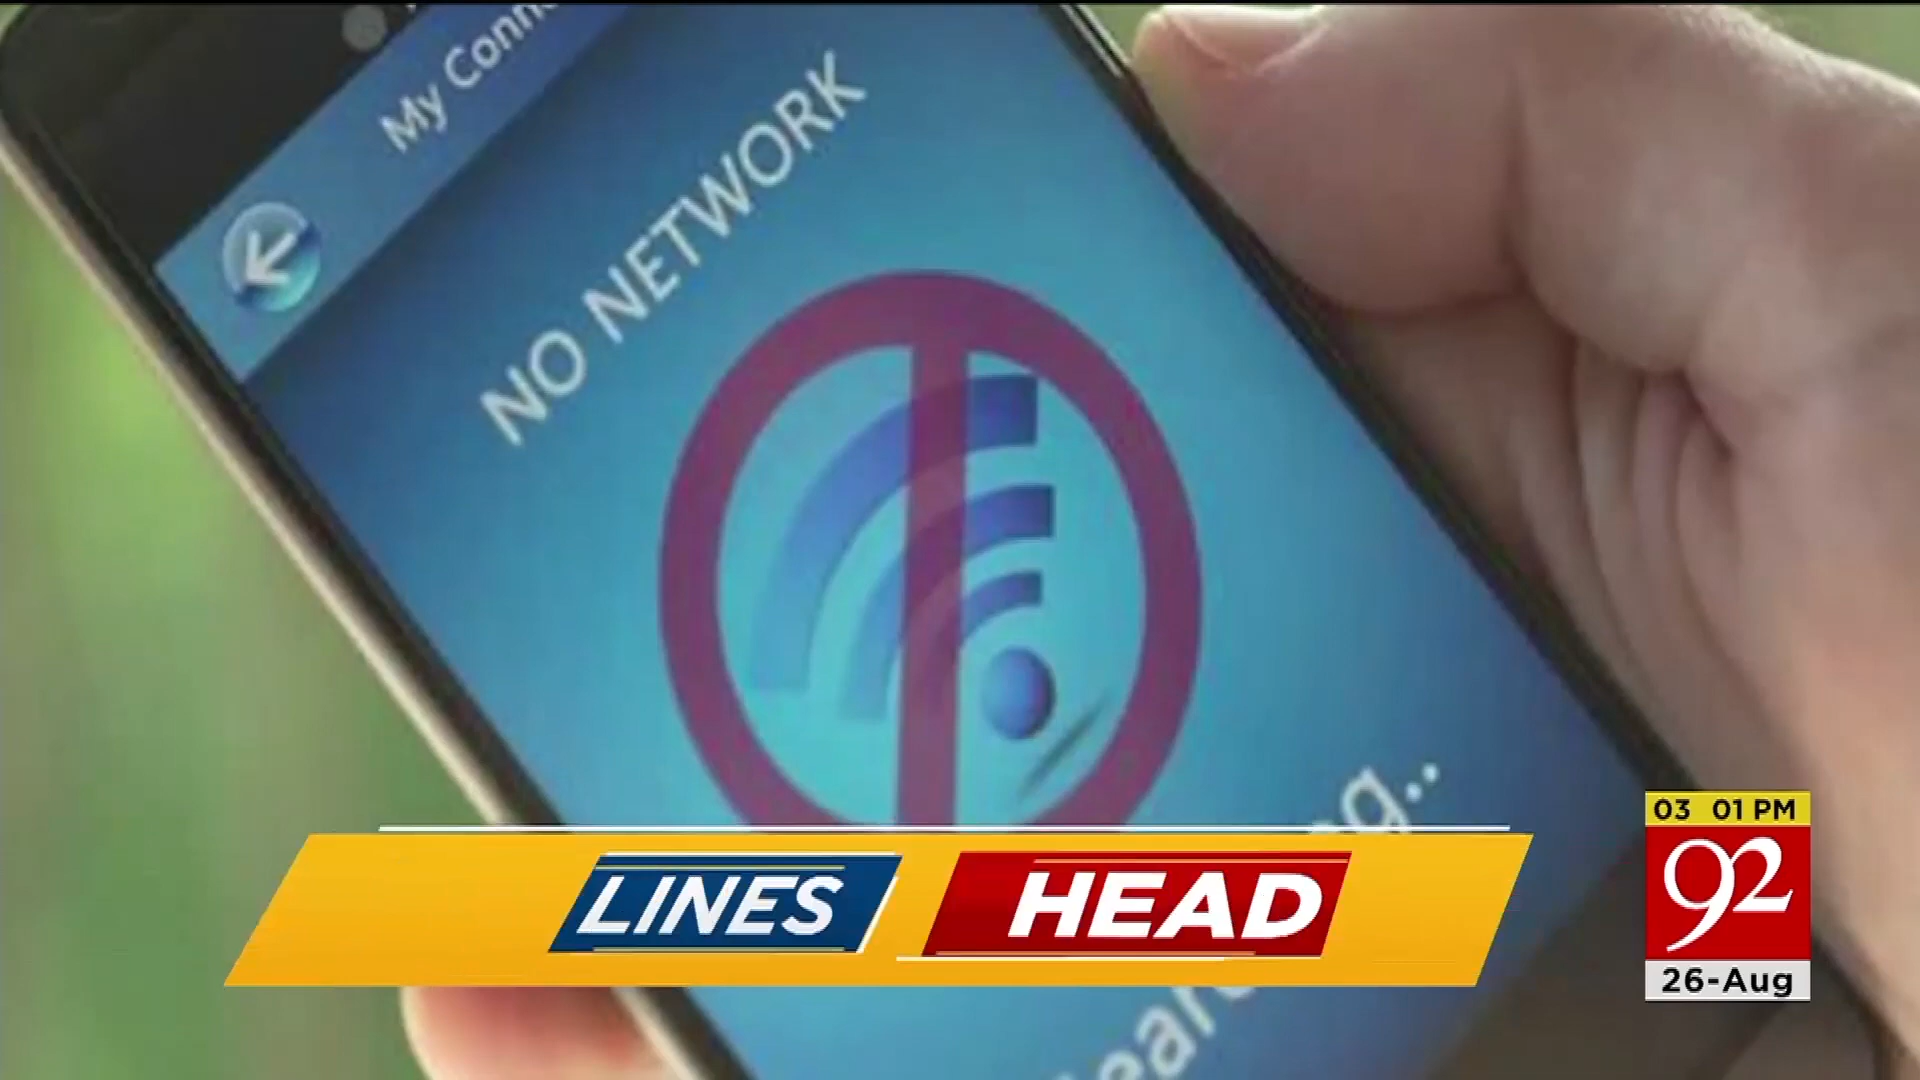 My Conn
NO NETWORK
LINES HEAD
03 01 PM
92
26-Aug